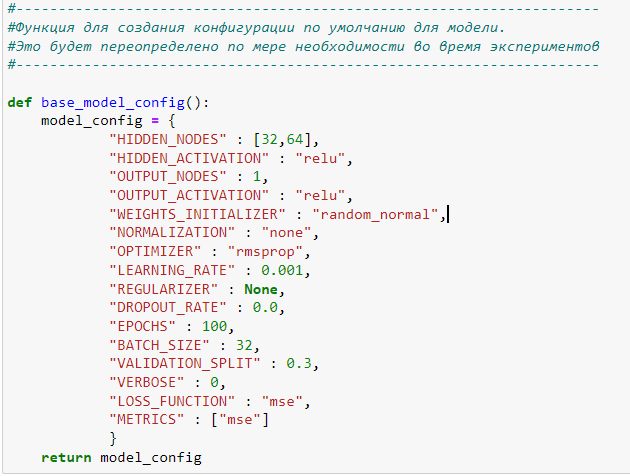 #-----------------------------------------------------------------------
#Функция для создания конфигурации по умолчанию для модели.
#Это будет переопределено по мере необходимости во время экспериментов
#-----------------------------------------------------------------------
def base_model_config():
    model_config = {
            "HIDDEN_NODES" : [32,64],
            "HIDDEN_ACTIVATION" : "relu",
            "OUTPUT_NODES" : 1,
            "OUTPUT_ACTIVATION" : "relu",
            "WEIGHTS_INITIALIZER" : "random_normal",
            "NORMALIZATION" : "none",
            "OPTIMIZER" : "rmsprop",
            "LEARNING_RATE" : 0.001,
            "REGULARIZER" : None,
            "DROPOUT_RATE" : 0.0,
            "EPOCHS" : 100,
            "BATCH_SIZE" : 32,
            "VALIDATION_SPLIT" : 0.3,
            "VERBOSE" : 0,
            "LOSS_FUNCTION" : "mse",
            "METRICS" : ["mse"]
            }
    return model_config